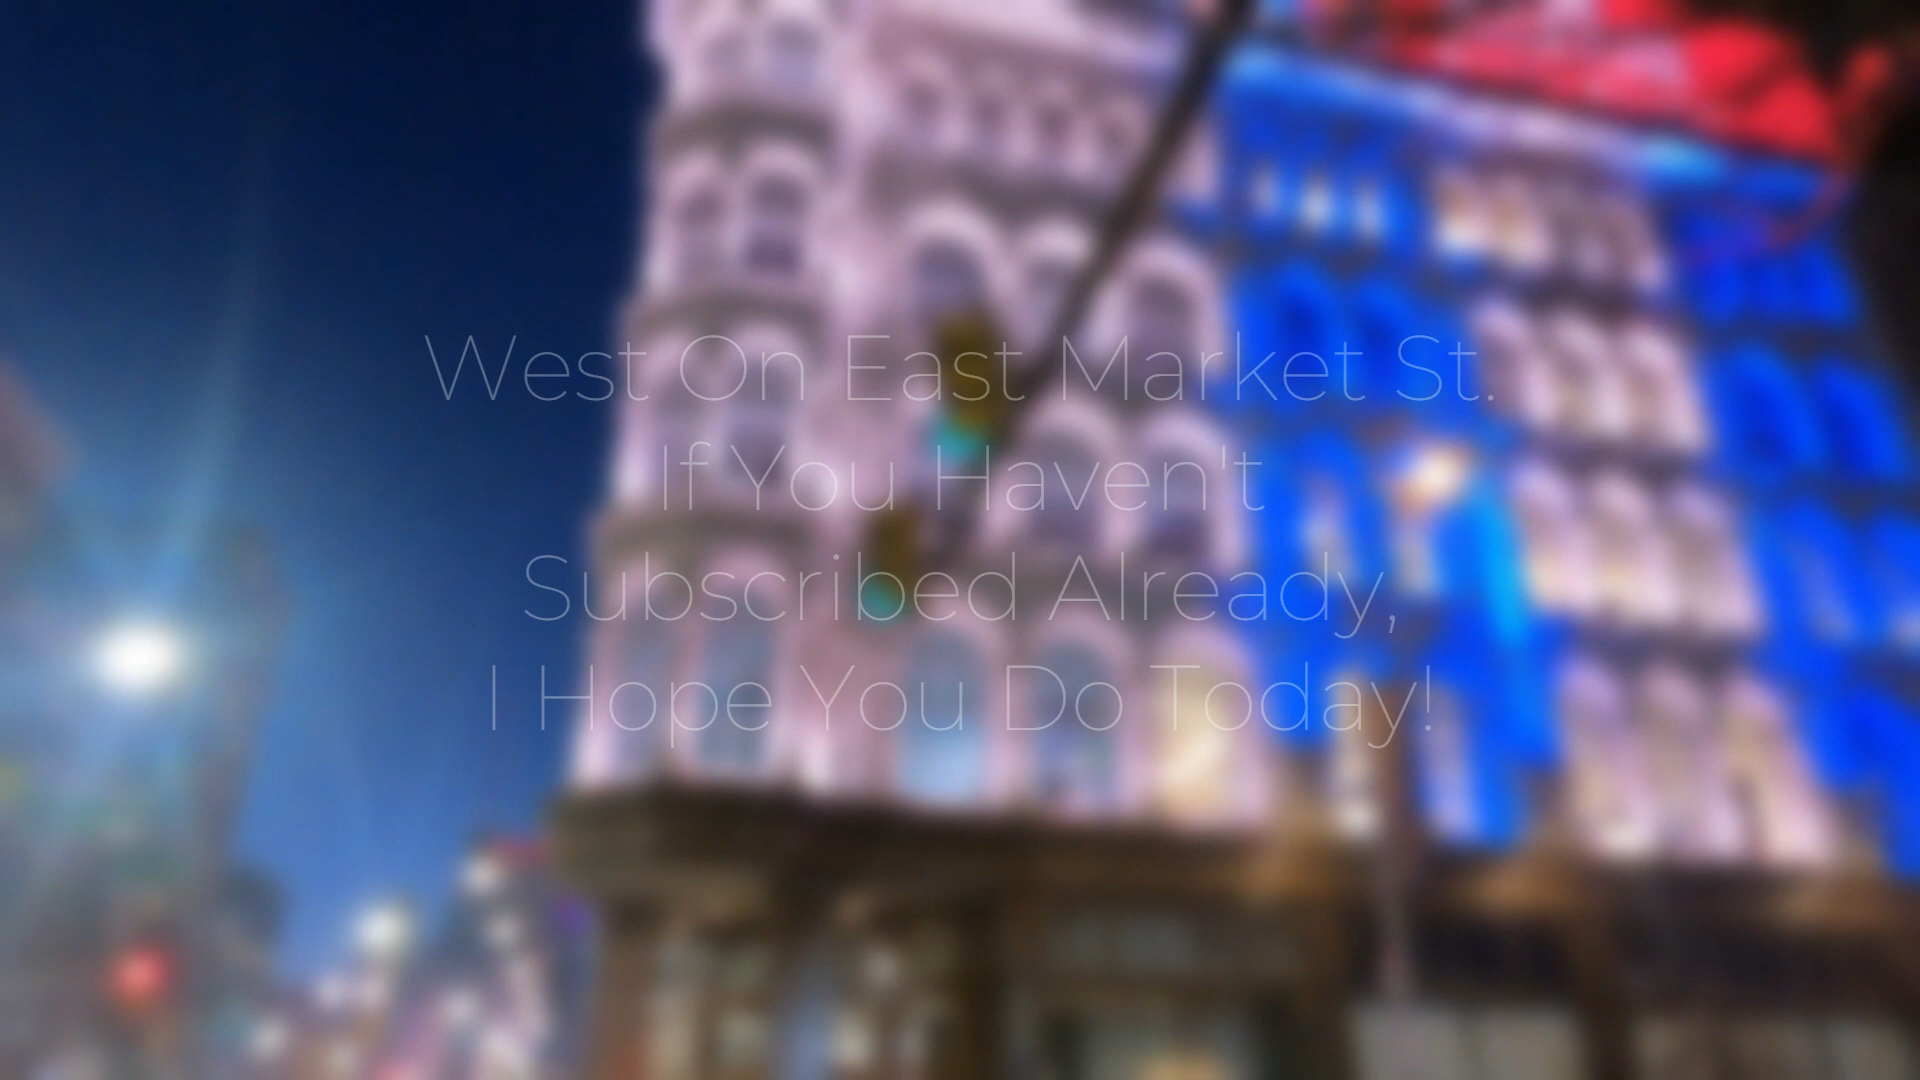 West On East Market St.
If You Haven't
Subscribed Already,
I Hope You Do Today!